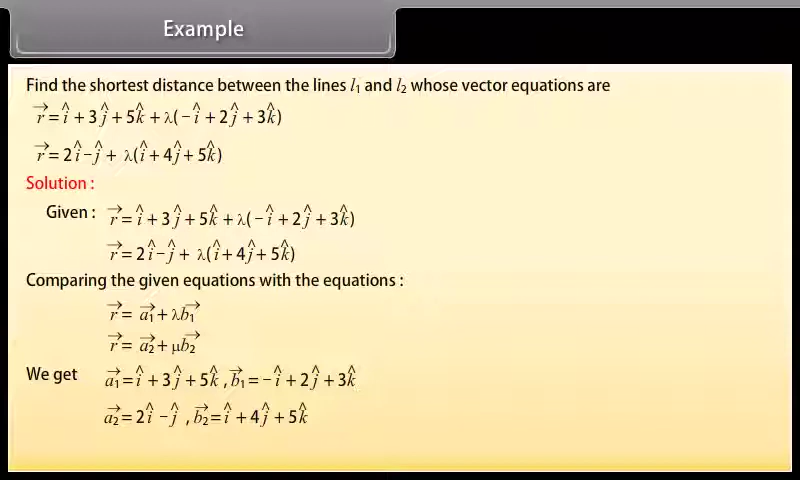 Example
Find the shortest distance between the lines l₁ and l₂ whose vector equations are
r⃗ = î + 3ĵ + 5k̂ + λ(−î + 2ĵ + 3k̂)
r⃗ = 2î − ĵ + λ(î + 4ĵ + 5k̂)
Solution :
Given : r⃗ = î + 3ĵ + 5k̂ + λ(−î + 2ĵ + 3k̂)
r⃗ = 2î − ĵ + λ(î + 4ĵ + 5k̂)
Comparing the given equations with the equations :
r⃗ = a⃗₁ + λb⃗₁
r⃗ = a⃗₂ + μb⃗₂
We get a⃗₁ = î + 3ĵ + 5k̂ , b⃗₁ = −î + 2ĵ + 3k̂
a⃗₂ = 2î − ĵ , b⃗₂ = î + 4ĵ + 5k̂